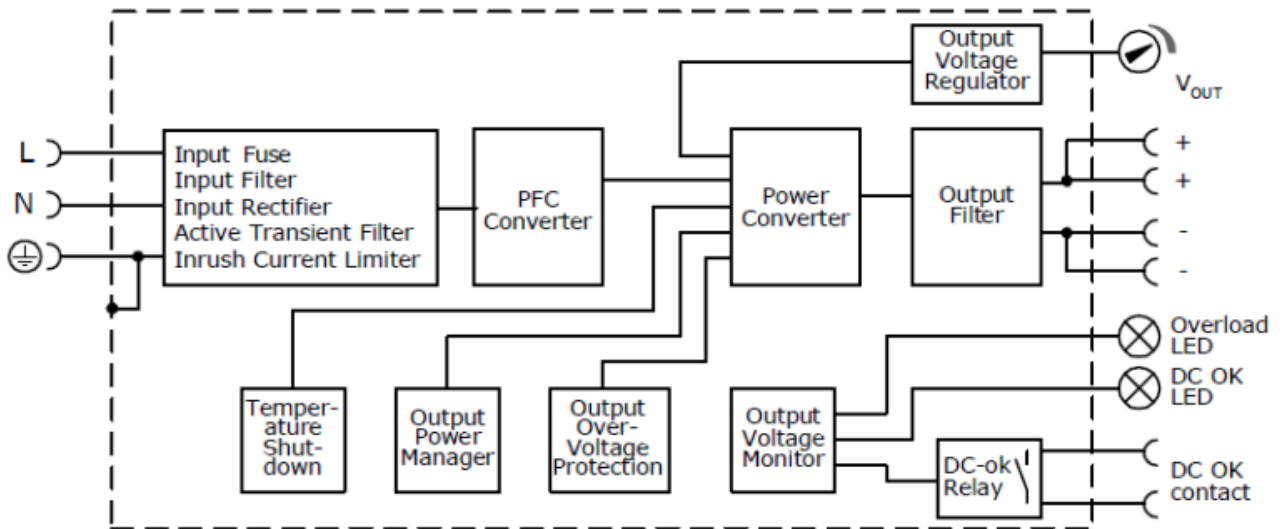 Output
Voltage
Regulator
VOUT
L
N
Input Fuse
Input Filter
Input Rectifier
Active Transient Filter
Inrush Current Limiter
PFC
Converter
Power
Converter
Output
Filter
+
+
-
-
Overload
LED
DC OK
LED
Temper-
ature
Shut-
down
Output
Power
Manager
Output
Over-
Voltage
Protection
Output
Voltage
Monitor
DC-ok
Relay
DC OK
contact